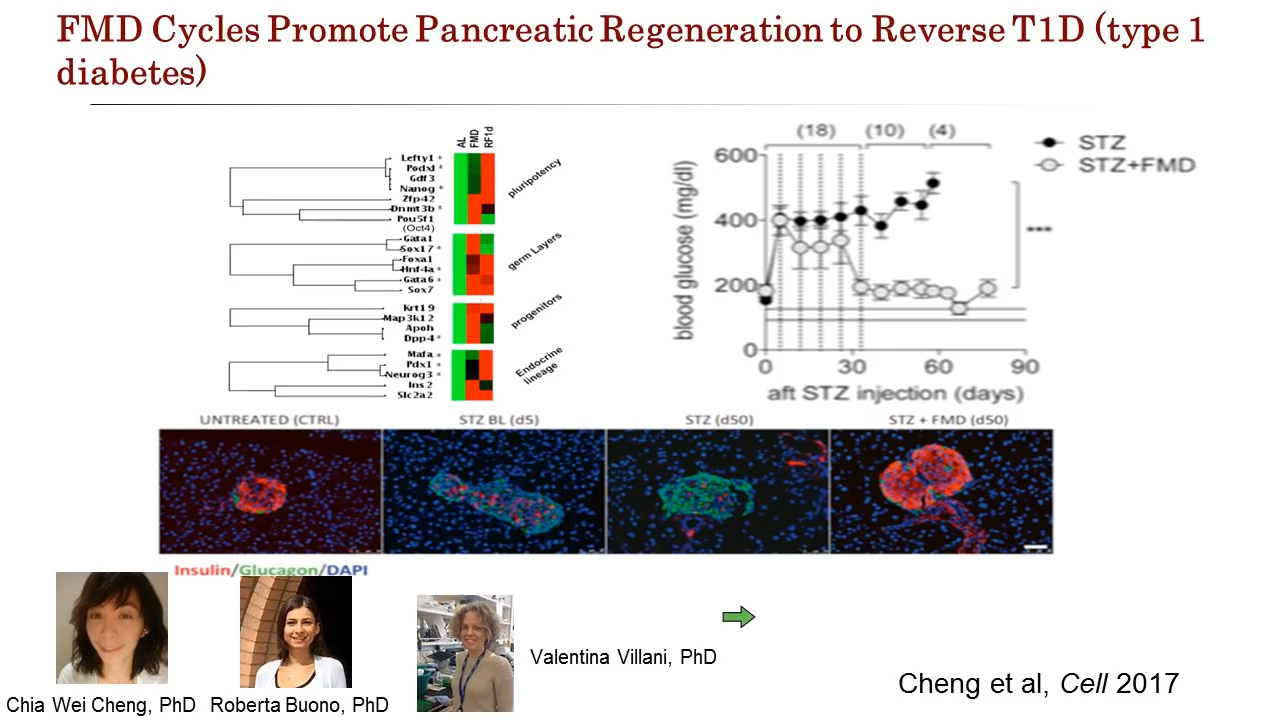 FMD Cycles Promote Pancreatic Regeneration to Reverse T1D (type 1
diabetes)
AL
FMD
RF1d
Lefty1 *
Podxl *
Gdf3
Nanog *
Zfp42
Dnmt3b *
Pou5f1
(Oct4)
pluripotency
Gata1
Sox17 *
Foxa1
Hnf4a *
Gata6 *
Sox7
germ Layers
Krt19
Map3k12
Apoh
Dpp4 *
progenitors
Mafa *
Pdx1 *
Neurog3 *
Ins2
Slc2a2
Endocrine
lineage
(18) (10) (4)
STZ
STZ+FMD
600
400
200
0
blood glucose (mg/dl)
***
0 30 60 90
aft STZ injection (days)
UNTREATED (CTRL) STZ BL (d5) STZ (d50) STZ + FMD (d50)
Insulin/Glucagon/DAPI
Valentina Villani, PhD
Chia Wei Cheng, PhD Roberta Buono, PhD
Cheng et al, Cell 2017